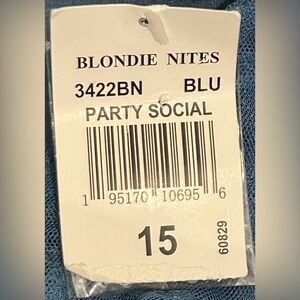 BLONDIE NITES
3422BN BLU
PARTY SOCIAL
1 95170 10695 6
15
60829